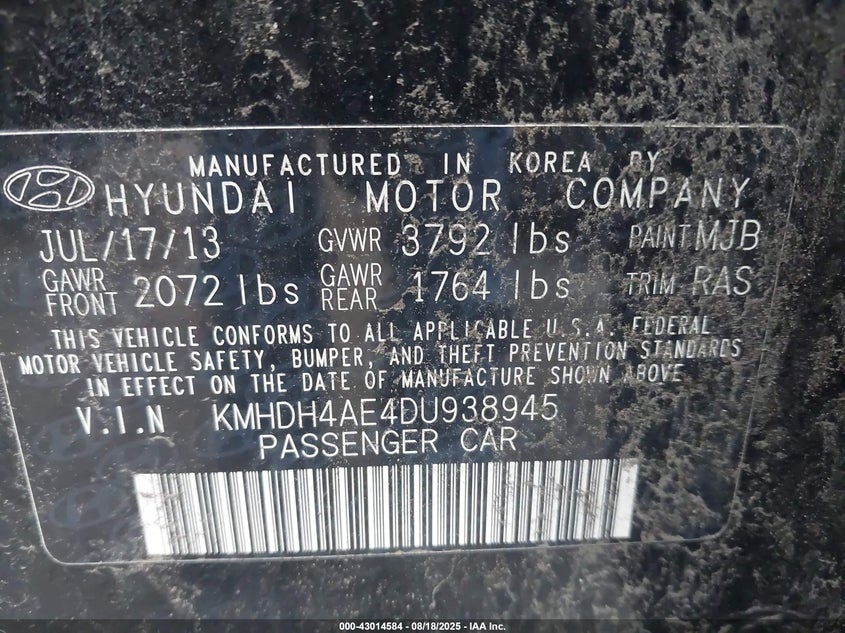 MANUFACTURED IN KOREA BY
HYUNDAI MOTOR COMPANY
JUL/17/13 GVWR 3792 lbs PAINT MJB
GAWR FRONT 2072 lbs GAWR REAR 1764 lbs TRIM RAS
THIS VEHICLE CONFORMS TO ALL APPLICABLE U.S.A. FEDERAL
MOTOR VEHICLE SAFETY, BUMPER, AND THEFT PREVENTION STANDARDS
IN EFFECT ON THE DATE OF MANUFACTURE SHOWN ABOVE
V.I.N KMHDH4AE4DU938945
PASSENGER CAR
000-43014584 - 08/18/2025 - IAA Inc.